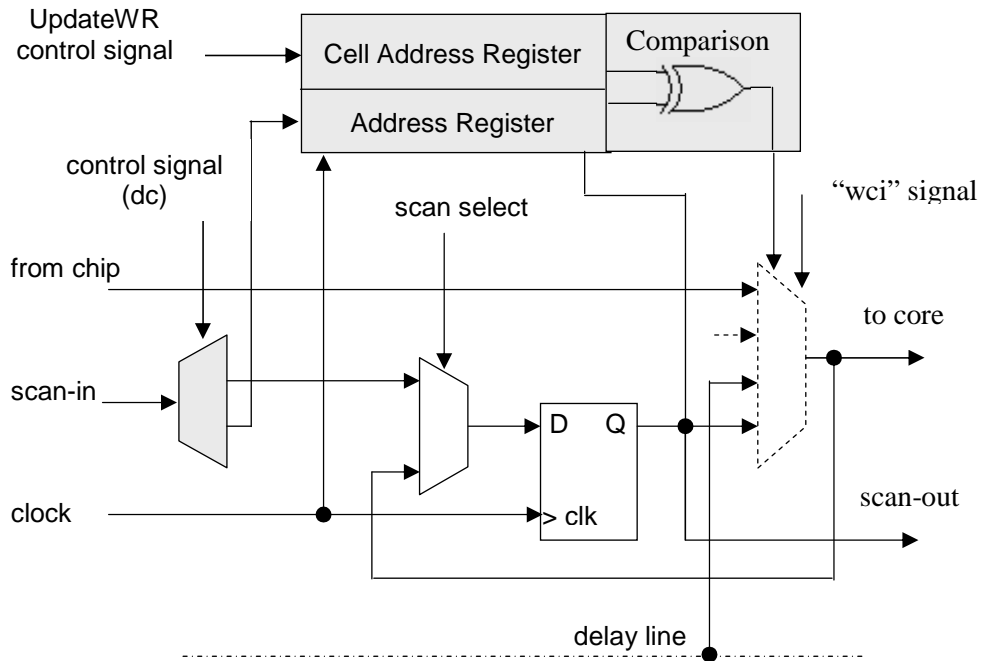 UpdateWR
control signal
Cell Address Register
Comparison
Address Register
control signal
(dc)
scan select
“wci” signal
from chip
to core
scan-in
D Q
clock
> clk
scan-out
delay line